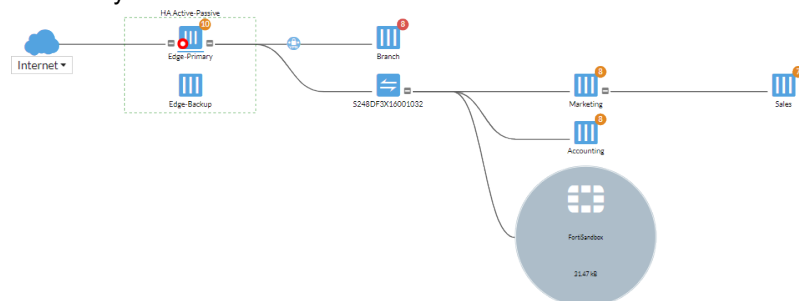 HA Active-Passive
10
8
Internet
Edge-Primary
Branch
8
Edge-Backup
S248DF3X16001032
Marketing
Sales
8
Accounting
FortiSandbox
21.47 kB